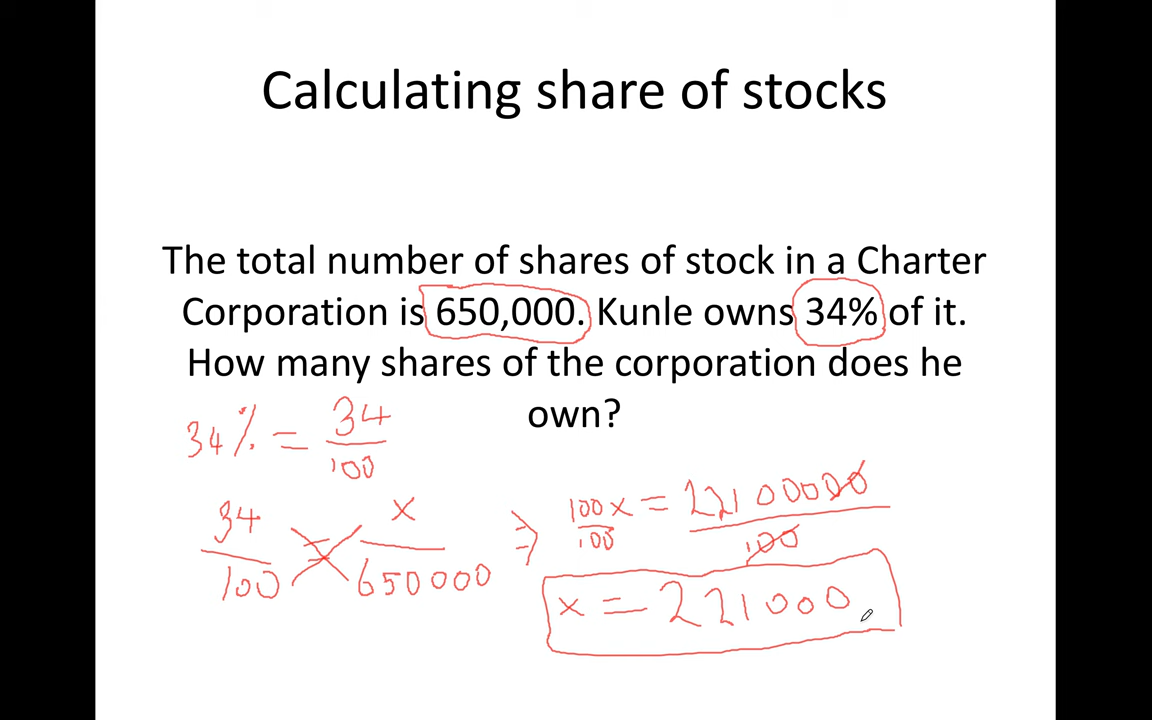 Calculating share of stocks
The total number of shares of stock in a Charter
Corporation is 650,000. Kunle owns 34% of it.
How many shares of the corporation does he
own?
34% = 34/100
34/100 = x/650000 ⇒ 100x/100 = 22100000/100
x = 221000